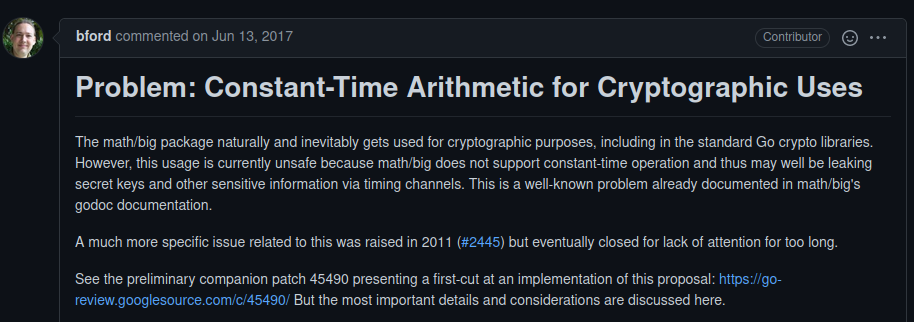 bford commented on Jun 13, 2017
Contributor
Problem: Constant-Time Arithmetic for Cryptographic Uses
The math/big package naturally and inevitably gets used for cryptographic purposes, including in the standard Go crypto libraries.
However, this usage is currently unsafe because math/big does not support constant-time operation and thus may well be leaking
secret keys and other sensitive information via timing channels. This is a well-known problem already documented in math/big's
godoc documentation.
A much more specific issue related to this was raised in 2011 (#2445) but eventually closed for lack of attention for too long.
See the preliminary companion patch 45490 presenting a first-cut at an implementation of this proposal: https://go-
review.googlesource.com/c/45490/ But the most important details and considerations are discussed here.